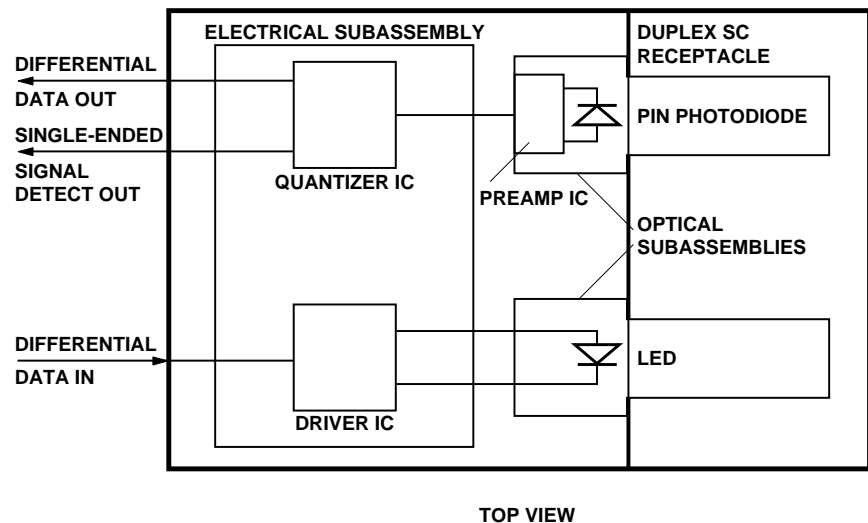 ELECTRICAL SUBASSEMBLY
DUPLEX SC
RECEPTACLE
DIFFERENTIAL
DATA OUT
SINGLE-ENDED
SIGNAL
DETECT OUT
QUANTIZER IC
PREAMP IC
PIN PHOTODIODE
OPTICAL
SUBASSEMBLIES
DIFFERENTIAL
DATA IN
DRIVER IC
LED
TOP VIEW